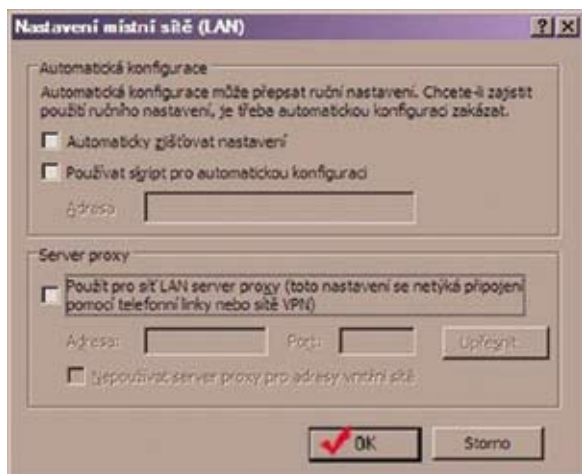 Nastavení místní sítě (LAN)
Automatická konfigurace
Automatická konfigurace může přepsat ruční nastavení. Chcete-li zajistit
použití ručního nastavení, je třeba automatickou konfiguraci zakázat.
Automaticky zjišťovat nastavení
Používat skript pro automatickou konfiguraci
Adresa
Server proxy
Použít pro síť LAN server proxy (toto nastavení se netýká připojení
pomocí telefonní linky nebo sítě VPN)
Adresa: Port: Upřesnit...
Nepoužívat server proxy pro adresy vnitřní sítě
OK Storno